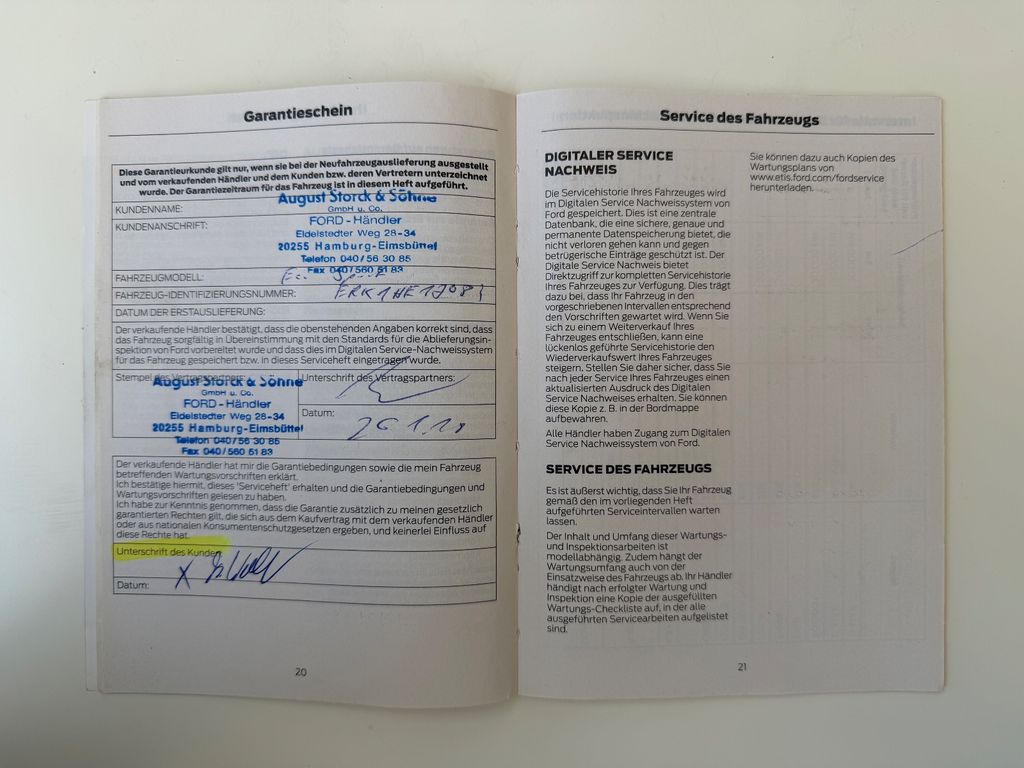 Garantieschein
Diese Garantieurkunde gilt nur, wenn sie bei der Neufahrzeugauslieferung ausgestellt
und vom verkaufenden Händler und dem Kunden bzw. deren Vertretern unterzeichnet
wurde. Der Garantiezeitraum für das Fahrzeug ist in diesem Heft aufgeführt.
KUNDENNAME:
KUNDENANSCHRIFT:
August Storck & Söhne
GmbH u. Co.
FORD-Händler
Eidelstedter Weg 28-34
20255 Hamburg-Eimsbüttel
Telefon 040/56 30 85
Fax 040/560 51 83
FAHRZEUGMODELL:
FAHRZEUG-IDENTIFIZIERUNGSNUMMER:
DATUM DER ERSTAUSLIEFERUNG:
Der verkaufende Händler bestätigt, dass die obenstehenden Angaben korrekt sind, dass
das Fahrzeug sorgfältig in Übereinstimmung mit den Standards für die Ablieferungsin-
spektion von Ford vorbereitet wurde und dass dies im Digitalen Service-Nachweissystem
für das Fahrzeug gespeichert bzw. in dieses Serviceheft eingetragen wurde.
Stempel des Vertragspartners:
August Storck & Söhne
GmbH u. Co.
FORD-Händler
Eidelstedter Weg 28-34
20255 Hamburg-Eimsbüttel
Telefon 040/56 30 85
Fax 040/560 51 83
Unterschrift des Vertragspartners:
Datum:
26.1.18
Der verkaufende Händler hat mir die Garantiebedingungen sowie die mein Fahrzeug
betreffenden Wartungsvorschriften erklärt.
Ich bestätige hiermit, dieses 'Serviceheft' erhalten und die Garantiebedingungen und
Wartungsvorschriften gelesen zu haben.
Ich habe zur Kenntnis genommen, dass die Garantie zusätzlich zu meinen gesetzlich
garantierten Rechten gilt, die sich aus dem Kaufvertrag mit dem verkaufenden Händler
oder aus nationalen Konsumentenschutzgesetzen ergeben, und keinerlei Einfluss auf
diese Rechte hat.
Unterschrift des Kunden:
X
Datum:
20
Service des Fahrzeugs
DIGITALER SERVICE
NACHWEIS
Die Servicehistorie Ihres Fahrzeuges wird
im Digitalen Service Nachweissystem von
Ford gespeichert. Dies ist eine zentrale
Datenbank, die eine sichere, genaue und
permanente Datenspeicherung bietet, die
nicht verloren gehen kann und gegen
betrügerische Einträge geschützt ist. Der
Digitale Service Nachweis bietet
Direktzugriff zur kompletten Servicehistorie
Ihres Fahrzeuges zur Verfügung. Dies trägt
dazu bei, dass Ihr Fahrzeug in den
vorgeschriebenen Intervallen entsprechend
den Vorschriften gewartet wird. Wenn Sie
sich zu einem Weiterverkauf Ihres
Fahrzeuges entschließen, kann eine
lückenlos geführte Servicehistorie den
Wiederverkaufswert Ihres Fahrzeuges
steigern. Stellen Sie daher sicher, dass Sie
nach jeder Service Ihres Fahrzeuges einen
aktualisierten Ausdruck des Digitalen
Service Nachweises erhalten. Sie können
diese Kopie z. B. in der Bordmappe
aufbewahren.
Alle Händler haben Zugang zum Digitalen
Service Nachweissystem von Ford.
SERVICE DES FAHRZEUGS
Es ist äußerst wichtig, dass Sie Ihr Fahrzeug
gemäß den im vorliegenden Heft
aufgeführten Serviceintervallen warten
lassen.
Der Inhalt und Umfang dieser Wartungs-
und Inspektionsarbeiten ist
modellabhängig. Zudem hängt der
Wartungsumfang auch von der
Einsatzweise des Fahrzeugs ab. Ihr Händler
händigt nach erfolgter Wartung und
Inspektion eine Kopie der ausgefüllten
Wartungs-Checkliste auf, in der alle
ausgeführten Servicearbeiten aufgelistet
sind.
Sie können dazu auch Kopien des
Wartungsplans von
www.etis.ford.com/fordservice
herunterladen.
21